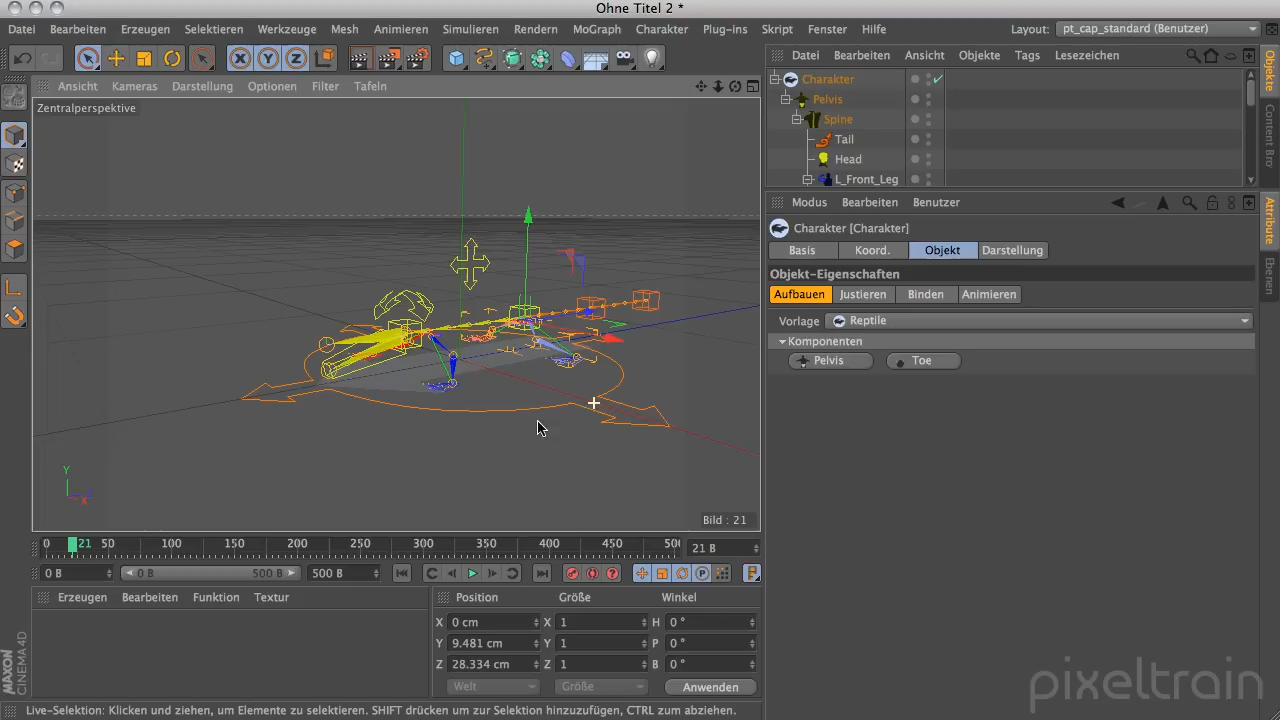 Ohne Titel 2 *
Datei Bearbeiten Erzeugen Selektieren Werkzeuge Mesh Animieren Simulieren Rendern MoGraph Charakter Plug-ins Skript Fenster Hilfe Layout: pt_cap_standard (Benutzer)
X Y Z
Datei Bearbeiten Ansicht Objekte Tags Lesezeichen
Ansicht Kameras Darstellung Optionen Filter Tafeln
Zentralperspektive
Charakter
Pelvis
Spine
Tail
Head
L_Front_Leg
Objekte
Content Bro
Modus Bearbeiten Benutzer
Attribute
Ebenen
Charakter [Charakter]
Basis Koord. Objekt Darstellung
Objekt-Eigenschaften
Aufbauen Justieren Binden Animieren
Vorlage Reptile
Komponenten
Pelvis Toe
Y
X
Bild : 21
0 21 50 100 150 200 250 300 350 400 450 500 21 B
0 B 0 B 500 B 500 B
Erzeugen Bearbeiten Funktion Textur
Position Größe Winkel
X 0 cm X 1 H 0 °
Y 9.481 cm Y 1 P 0 °
Z 28.334 cm Z 1 B 0 °
Welt Größe Anwenden
MAXON
CINEMA 4D
Live-Selektion: Klicken und ziehen, um Elemente zu selektieren. SHIFT drücken um zur Selektion hinzuzufügen, CTRL zum abziehen.
pixeltrain